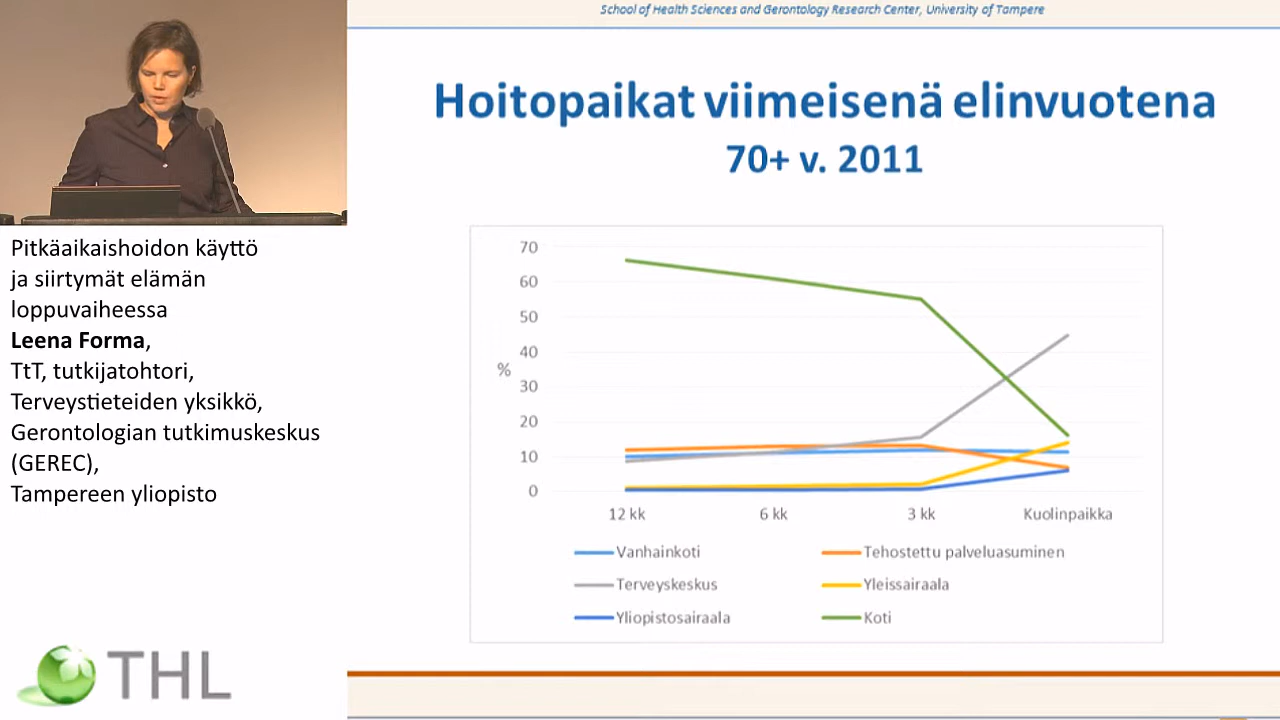 School of Health Sciences and Gerontology Research Center, University of Tampere
Hoitopaikat viimeisenä elinvuotena
70+ v. 2011
Pitkäaikaishoidon käyttö
ja siirtymät elämän
loppuvaiheessa
Leena Forma,
TtT, tutkijatohtori,
Terveystieteiden yksikkö,
Gerontologian tutkimuskeskus
(GEREC),
Tampereen yliopisto
THL
70
60
50
40
%
30
20
10
0
12 kk 6 kk 3 kk Kuolinpaikka
Vanhainkoti Tehostettu palveluasuminen
Terveyskeskus Yleissairaala
Yliopistosairaala Koti